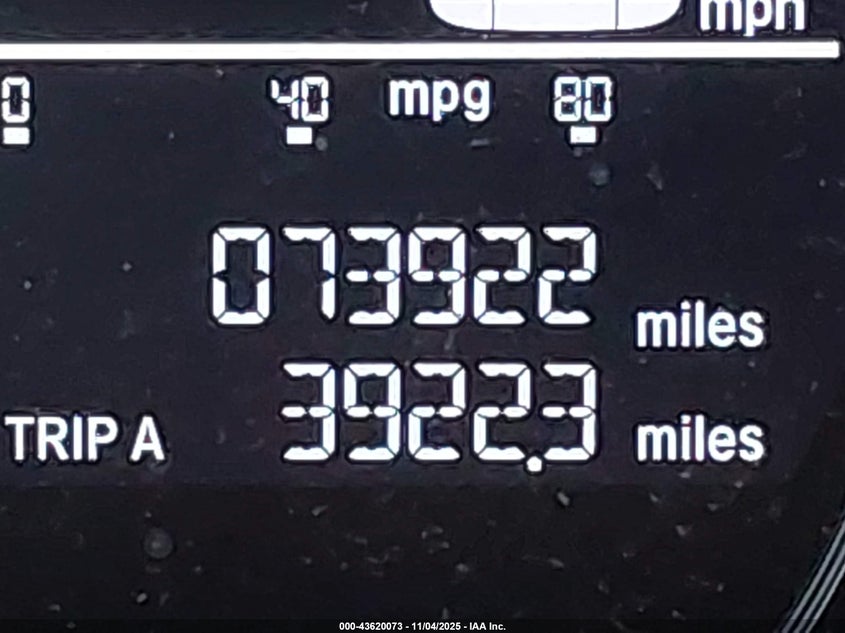 mph
0 40 mpg 80
073922 miles
TRIP A 3922.3 miles
000-43620073 - 11/04/2025 - IAA Inc.